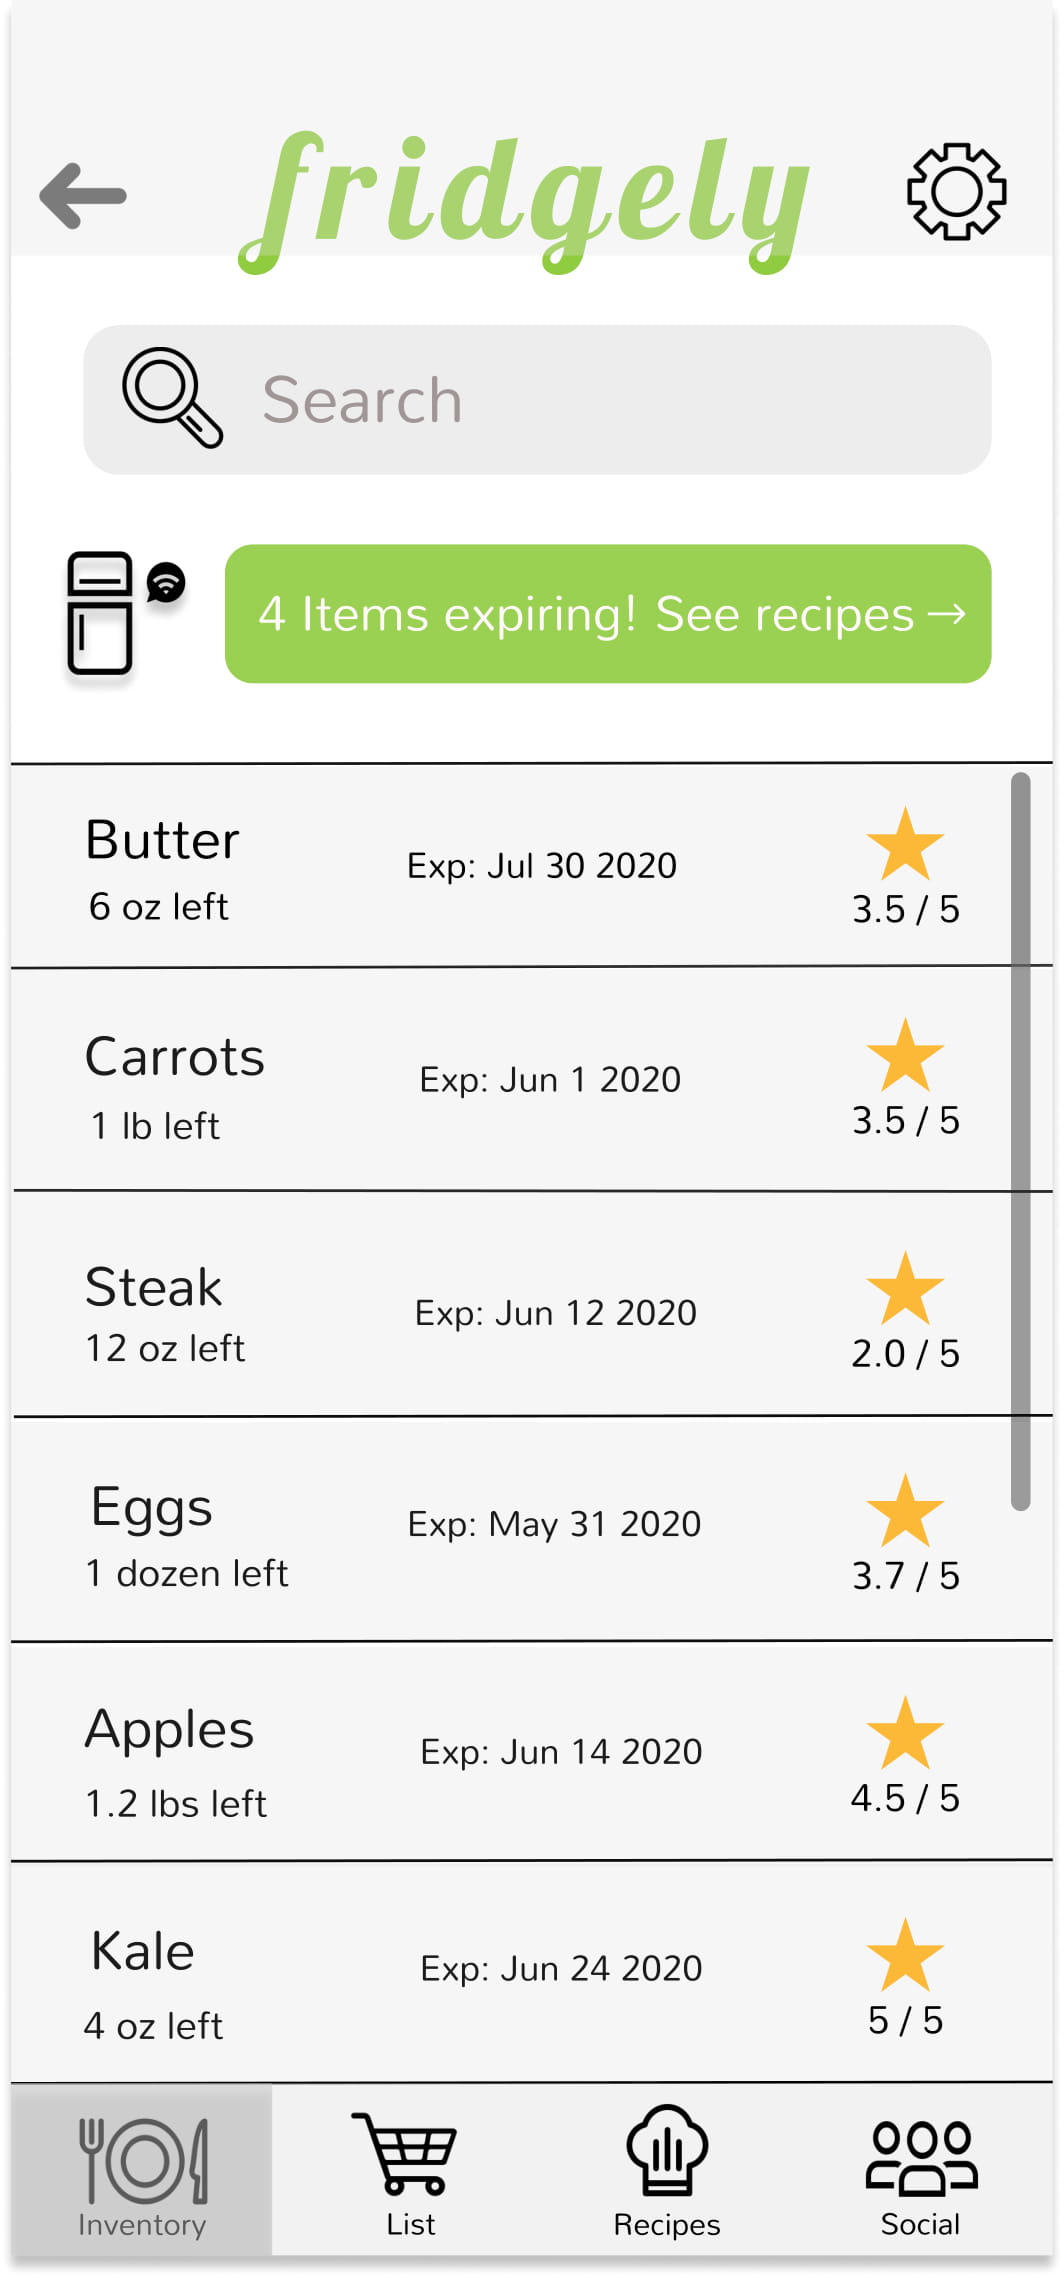 fridgely
Search
4 Items expiring! See recipes →
Butter
6 oz left
Exp: Jul 30 2020
3.5 / 5
Carrots
1 lb left
Exp: Jun 1 2020
3.5 / 5
Steak
12 oz left
Exp: Jun 12 2020
2.0 / 5
Eggs
1 dozen left
Exp: May 31 2020
3.7 / 5
Apples
1.2 lbs left
Exp: Jun 14 2020
4.5 / 5
Kale
4 oz left
Exp: Jun 24 2020
5 / 5
Inventory
List
Recipes
Social